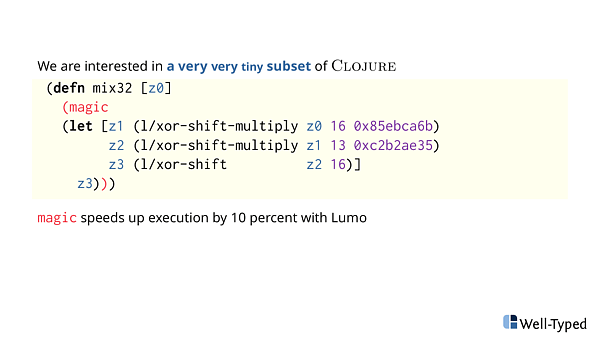 We are interested in a very very tiny subset of CLOJURE
(defn mix32 [z0]
  (magic
  (let [z1 (l/xor-shift-multiply z0 16 0x85ebca6b)
        z2 (l/xor-shift-multiply z1 13 0xc2b2ae35)
        z3 (l/xor-shift          z2 16)]
    z3)))
magic speeds up execution by 10 percent with Lumo
Well-Typed